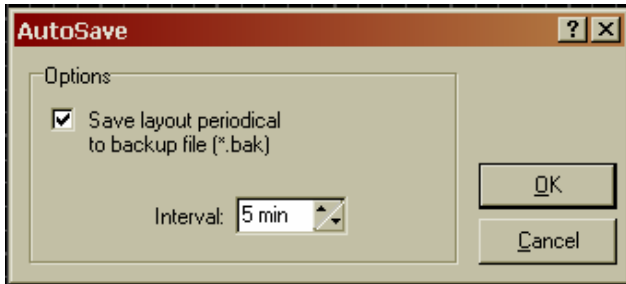 AutoSave
Options
Save layout periodical
to backup file (*.bak)
Interval: 5 min
OK
Cancel